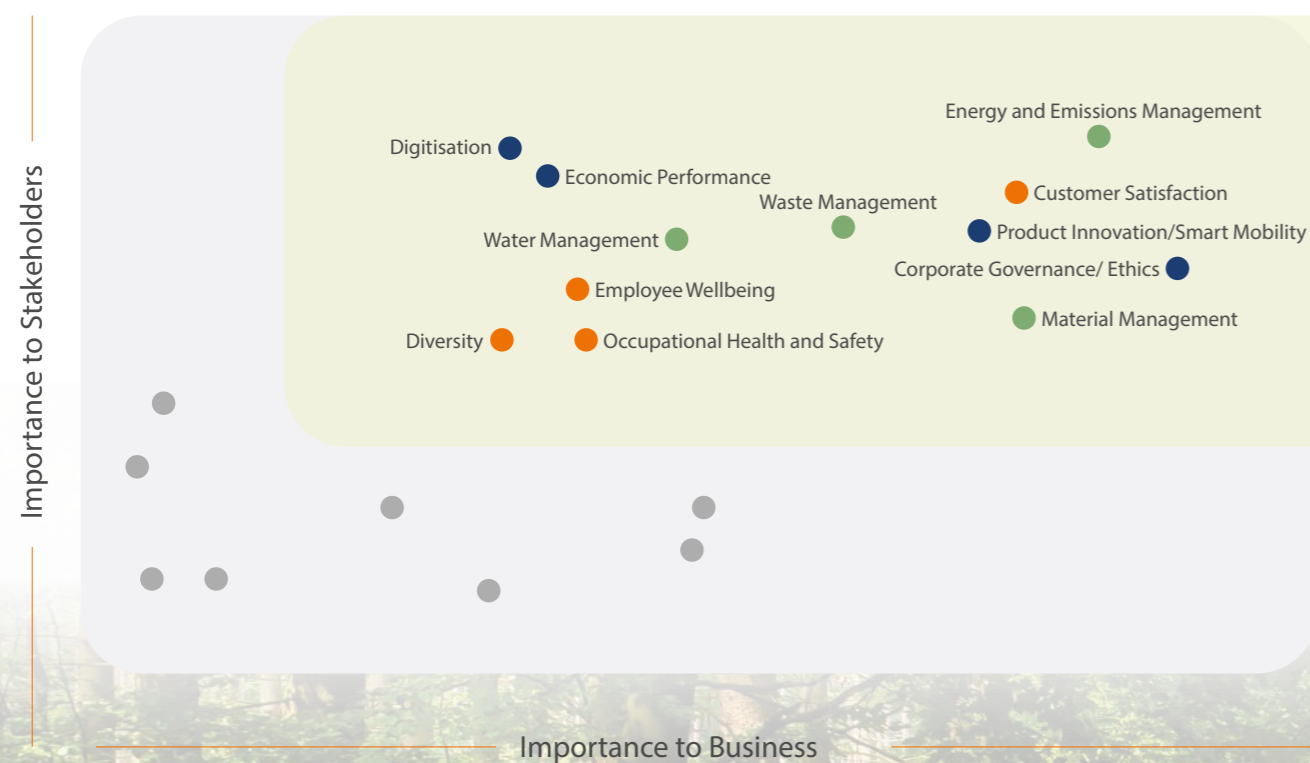 Importance to Stakeholders
Energy and Emissions Management
Digitisation
Economic Performance
Customer Satisfaction
Waste Management
Product Innovation/Smart Mobility
Water Management
Corporate Governance/ Ethics
Employee Wellbeing
Material Management
Diversity
Occupational Health and Safety
Importance to Business